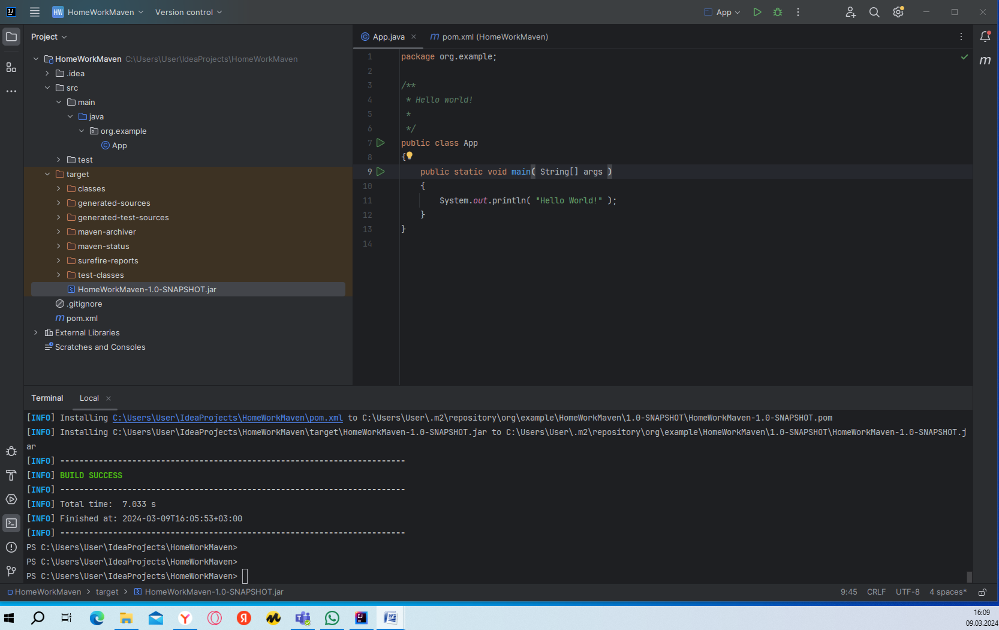 HW HomeWorkMaven Version control App
Project
HomeWorkMaven C:\Users\User\IdeaProjects\HomeWorkMaven
.idea
src
main
java
org.example
App
test
target
classes
generated-sources
generated-test-sources
maven-archiver
maven-status
surefire-reports
test-classes
HomeWorkMaven-1.0-SNAPSHOT.jar
.gitignore
pom.xml
External Libraries
Scratches and Consoles
App.java pom.xml (HomeWorkMaven)
1 package org.example;
2
3 /**
4 * Hello world!
5 *
6 */
7 public class App
8 {
9 public static void main( String[] args )
10 {
11 System.out.println( "Hello World!" );
12 }
13 }
14
Terminal Local
[INFO] Installing C:\Users\User\IdeaProjects\HomeWorkMaven\pom.xml to C:\Users\User\.m2\repository\org\example\HomeWorkMaven\1.0-SNAPSHOT\HomeWorkMaven-1.0-SNAPSHOT.pom
[INFO] Installing C:\Users\User\IdeaProjects\HomeWorkMaven\target\HomeWorkMaven-1.0-SNAPSHOT.jar to C:\Users\User\.m2\repository\org\example\HomeWorkMaven\1.0-SNAPSHOT\HomeWorkMaven-1.0-SNAPSHOT.j
ar
[INFO] ------------------------------------------------------------------------
[INFO] BUILD SUCCESS
[INFO] ------------------------------------------------------------------------
[INFO] Total time:  7.033 s
[INFO] Finished at: 2024-03-09T16:05:53+03:00
[INFO] ------------------------------------------------------------------------
PS C:\Users\User\IdeaProjects\HomeWorkMaven>
PS C:\Users\User\IdeaProjects\HomeWorkMaven>
PS C:\Users\User\IdeaProjects\HomeWorkMaven>
HomeWorkMaven > target > HomeWorkMaven-1.0-SNAPSHOT.jar 9:45 CRLF UTF-8 4 spaces*
16:09
09.03.2024